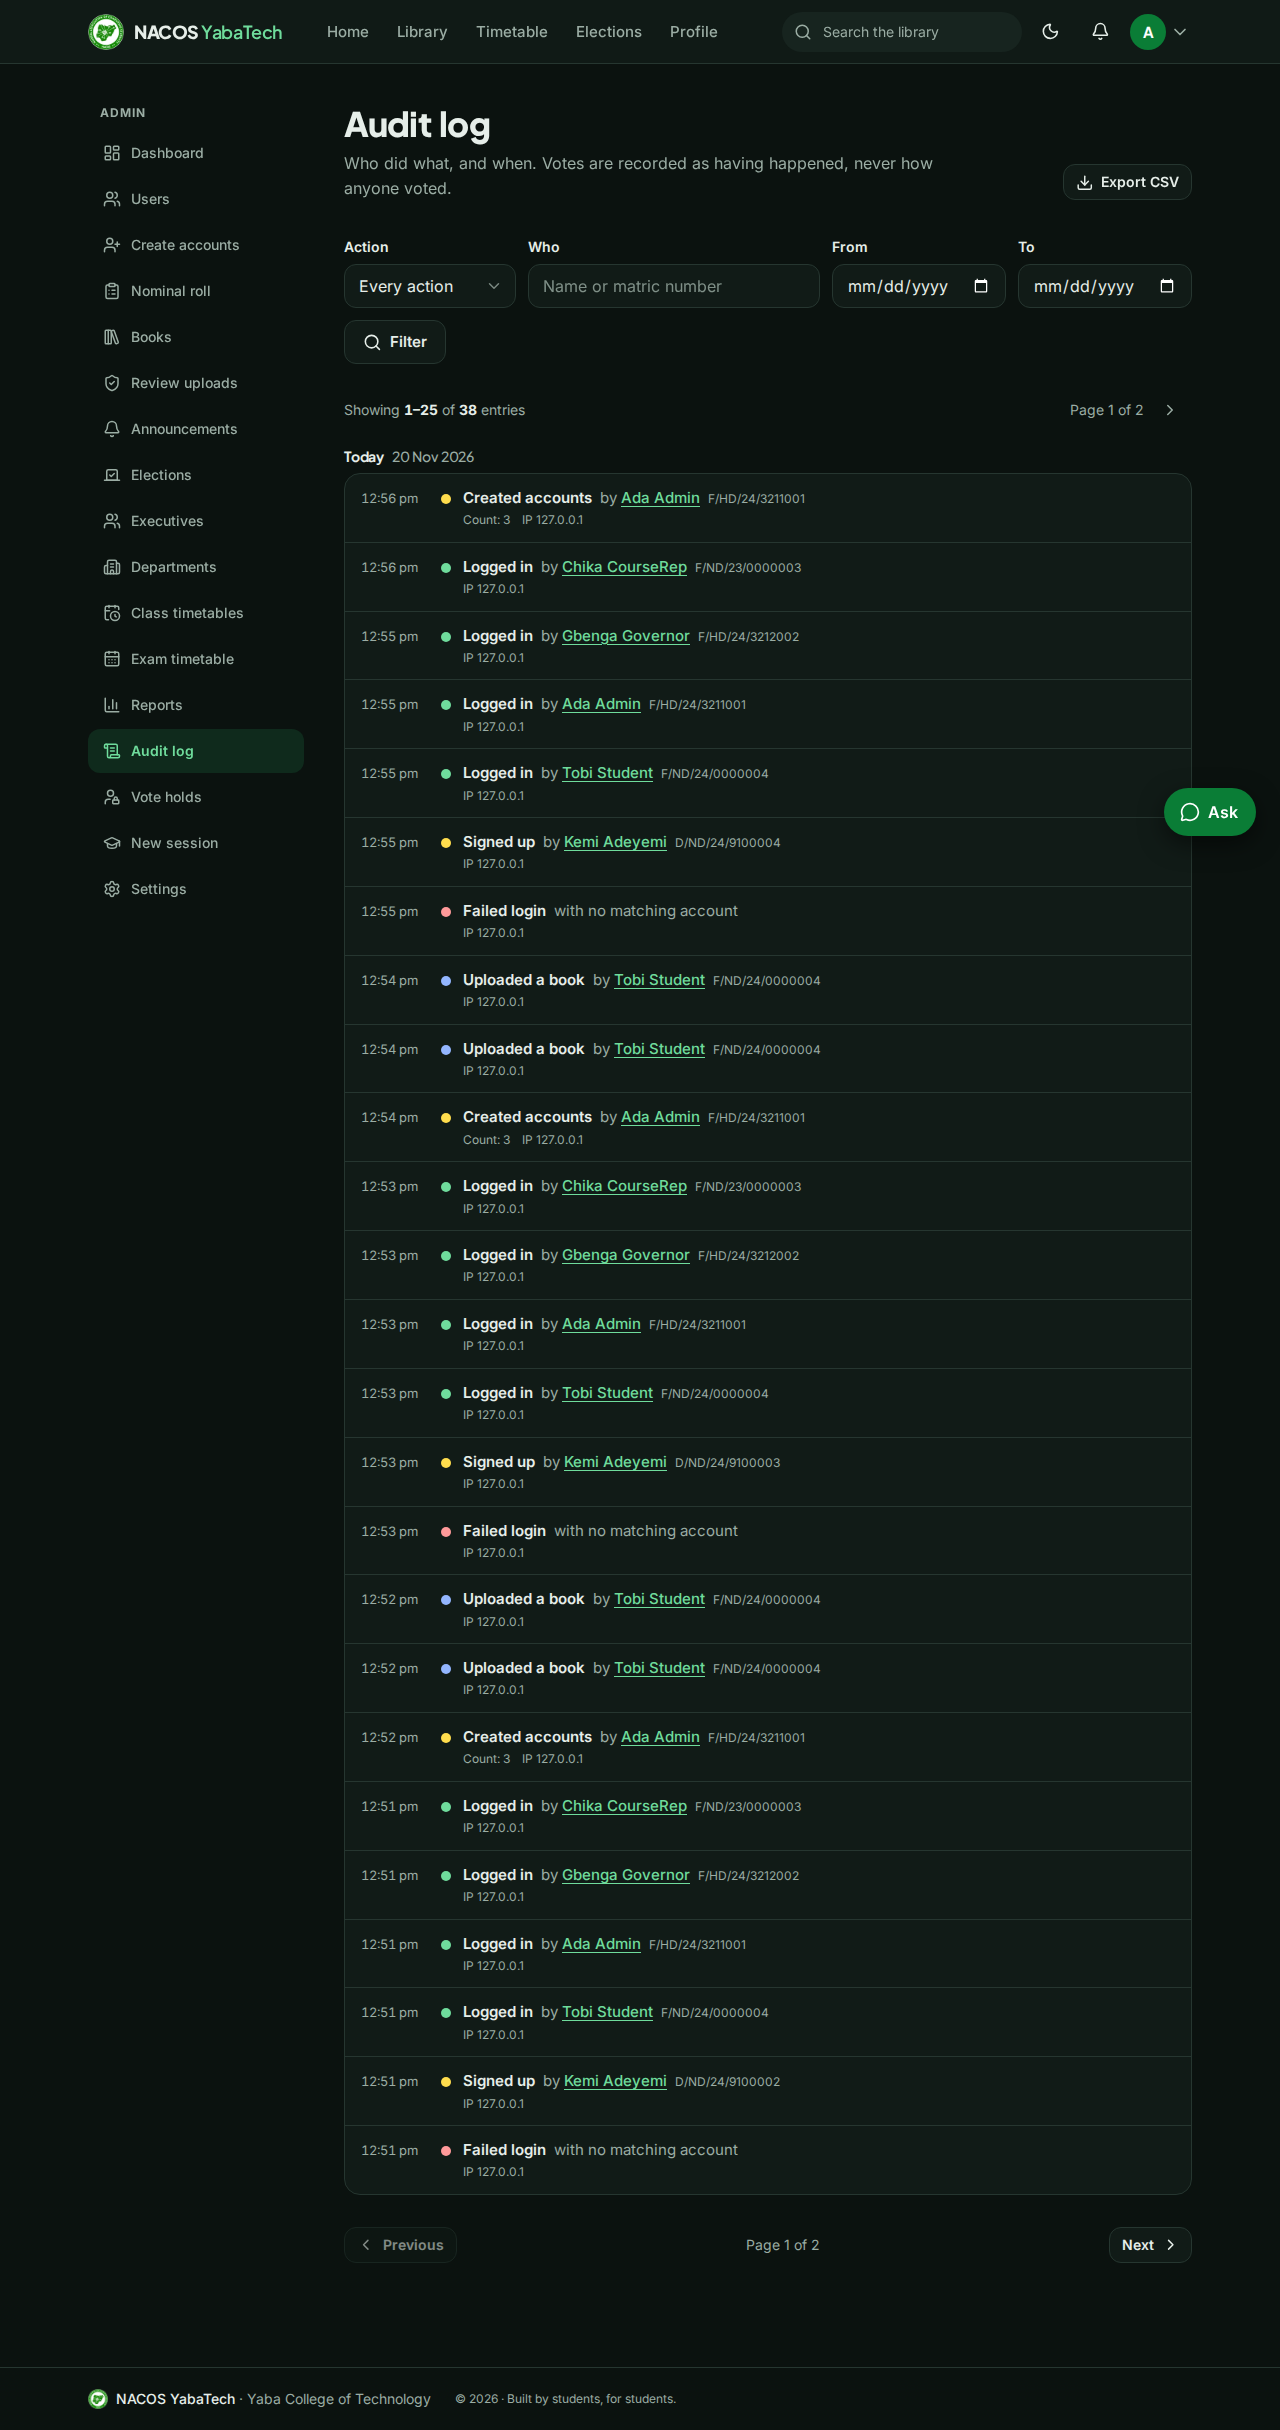 NACOS YabaTech
Home
Library
Timetable
Elections
Profile
Search the library
A
ADMIN
Dashboard
Users
Create accounts
Nominal roll
Books
Review uploads
Announcements
Elections
Executives
Departments
Class timetables
Exam timetable
Reports
Audit log
Vote holds
New session
Settings
Audit log
Who did what, and when. Votes are recorded as having happened, never how
anyone voted.
Export CSV
Action
Who
From
To
Every action
Name or matric number
mm/dd/yyyy
mm/dd/yyyy
Filter
Showing 1–25 of 38 entries
Page 1 of 2
Today 20 Nov 2026
12:56 pm Created accounts by Ada Admin F/HD/24/3211001
Count: 3 IP 127.0.0.1
12:56 pm Logged in by Chika CourseRep F/ND/23/0000003
IP 127.0.0.1
12:55 pm Logged in by Gbenga Governor F/HD/24/3212002
IP 127.0.0.1
12:55 pm Logged in by Ada Admin F/HD/24/3211001
IP 127.0.0.1
12:55 pm Logged in by Tobi Student F/ND/24/0000004
IP 127.0.0.1
12:55 pm Signed up by Kemi Adeyemi D/ND/24/9100004
IP 127.0.0.1
12:55 pm Failed login with no matching account
IP 127.0.0.1
12:54 pm Uploaded a book by Tobi Student F/ND/24/0000004
IP 127.0.0.1
12:54 pm Uploaded a book by Tobi Student F/ND/24/0000004
IP 127.0.0.1
12:54 pm Created accounts by Ada Admin F/HD/24/3211001
Count: 3 IP 127.0.0.1
12:53 pm Logged in by Chika CourseRep F/ND/23/0000003
IP 127.0.0.1
12:53 pm Logged in by Gbenga Governor F/HD/24/3212002
IP 127.0.0.1
12:53 pm Logged in by Ada Admin F/HD/24/3211001
IP 127.0.0.1
12:53 pm Logged in by Tobi Student F/ND/24/0000004
IP 127.0.0.1
12:53 pm Signed up by Kemi Adeyemi D/ND/24/9100003
IP 127.0.0.1
12:53 pm Failed login with no matching account
IP 127.0.0.1
12:52 pm Uploaded a book by Tobi Student F/ND/24/0000004
IP 127.0.0.1
12:52 pm Uploaded a book by Tobi Student F/ND/24/0000004
IP 127.0.0.1
12:52 pm Created accounts by Ada Admin F/HD/24/3211001
Count: 3 IP 127.0.0.1
12:51 pm Logged in by Chika CourseRep F/ND/23/0000003
IP 127.0.0.1
12:51 pm Logged in by Gbenga Governor F/HD/24/3212002
IP 127.0.0.1
12:51 pm Logged in by Ada Admin F/HD/24/3211001
IP 127.0.0.1
12:51 pm Logged in by Tobi Student F/ND/24/0000004
IP 127.0.0.1
12:51 pm Signed up by Kemi Adeyemi D/ND/24/9100002
IP 127.0.0.1
12:51 pm Failed login with no matching account
IP 127.0.0.1
Ask
Previous
Page 1 of 2
Next
NACOS YabaTech · Yaba College of Technology
© 2026 · Built by students, for students.